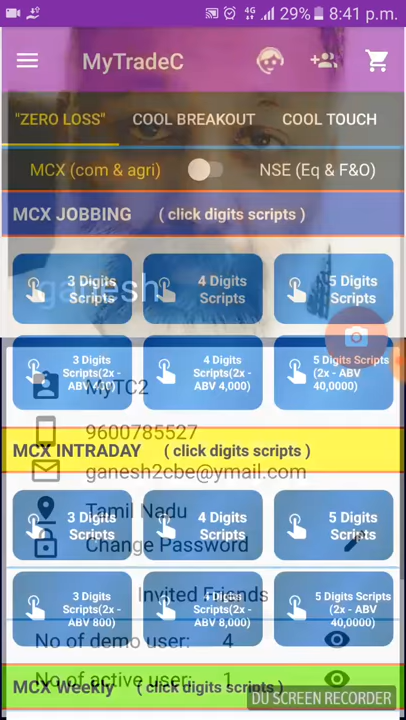 4G 29% 8:41 p.m.
MyTradeC
"ZERO LOSS" COOL BREAKOUT COOL TOUCH
MCX (com & agri) NSE (Eq & F&O)
MCX JOBBING ( click digits scripts )
3 Digits Scripts
4 Digits Scripts
5 Digits Scripts
ganesh
3 Digits Scripts(2x - ABV
4 Digits Scripts(2x - ABV 4,000)
5 Digits Scripts (2x - ABV 40,0000)
MyTC2
9600785527
MCX INTRADAY ( click digits scripts )
ganesh2cbe@ymail.com
3 Digits Scripts
4 Digits Scripts
5 Digits Scripts
Tamil Nadu
Change Password
3 Digits Scripts(2x - ABV 800)
4 Digits Scripts(2x - ABV 8,000)
5 Digits Scripts (2x - ABV 40,0000)
Invited Friends
No of demo user: 4
No of active user: 1
MCX Weekly ( click digits scripts )
DU SCREEN RECORDER